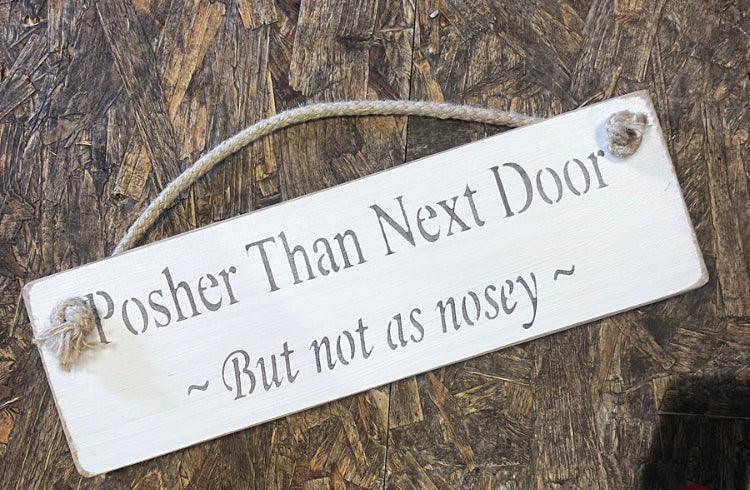 Posher Than Next Door
~ But not as nosey ~